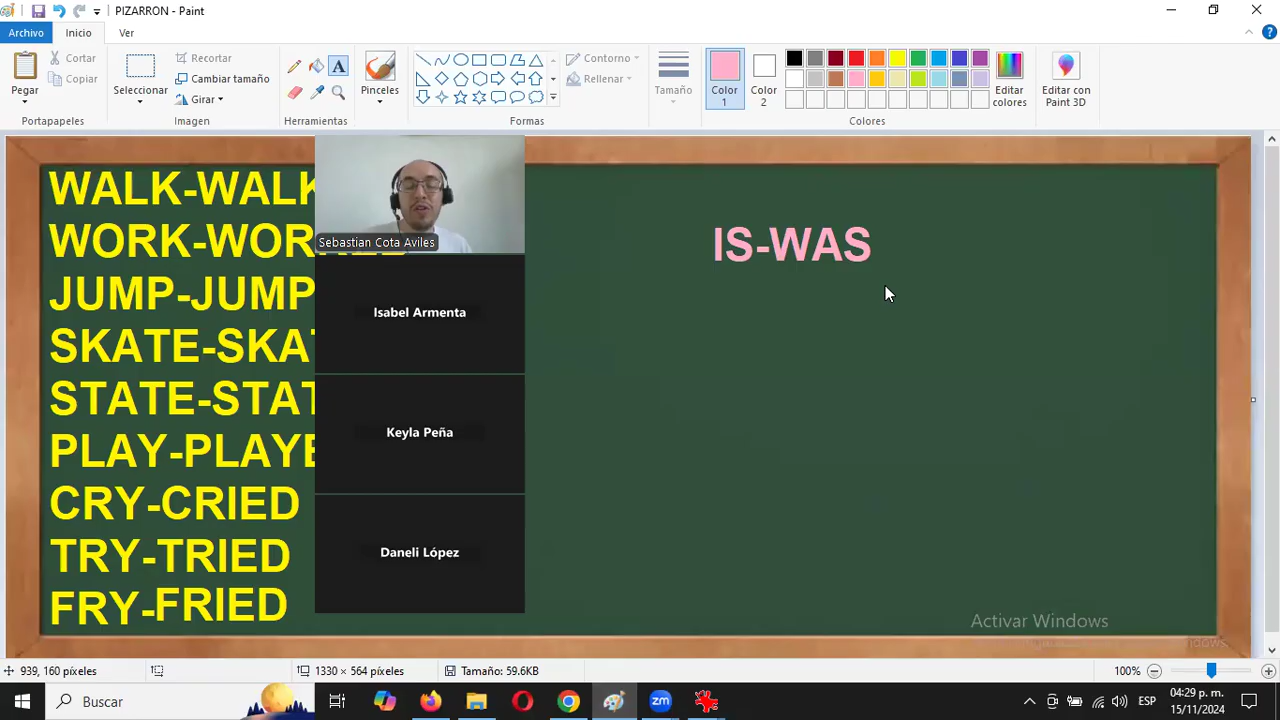 PIZARRON - Paint
Archivo
Inicio
Ver
Pegar
Cortar
Copiar
Portapapeles
Seleccionar
Recortar
Cambiar tamaño
Girar
Imagen
A
Herramientas
Pinceles
Contorno
Rellenar
Formas
Tamaño
Color 1
Color 2
Editar colores
Editar con Paint 3D
Colores
WALK-WALK
WORK-WOR
JUMP-JUMP
SKATE-SKAT
STATE-STAT
PLAY-PLAYE
CRY-CRIED
TRY-TRIED
FRY-FRIED
Sebastian Cota Aviles
Isabel Armenta
Keyla Peña
Daneli López
IS-WAS
Activar Windows
939, 160 píxeles
1330 × 564 píxeles
Tamaño: 59.6KB
100%
Buscar
zm
ESP
04:29 p. m.
15/11/2024